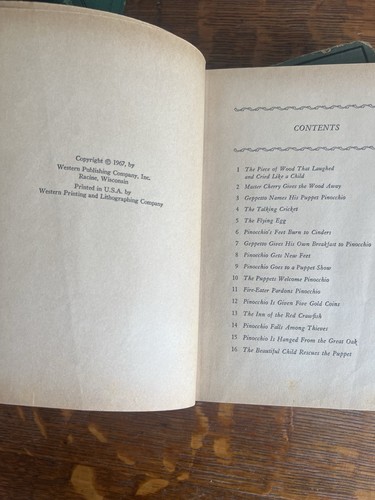 Copyright © 1967, by
Western Publishing Company, Inc.
Racine, Wisconsin
Printed in U.S.A. by
Western Printing and Lithographing Company
CONTENTS
1 The Piece of Wood That Laughed
and Cried Like a Child
2 Master Cherry Gives the Wood Away
3 Geppetto Names His Puppet Pinocchio
4 The Talking Cricket
5 The Flying Egg
6 Pinocchio's Feet Burn to Cinders
7 Geppetto Gives His Own Breakfast to Pinocchio
8 Pinocchio Gets New Feet
9 Pinocchio Goes to a Puppet Show
10 The Puppets Welcome Pinocchio
11 Fire-Eater Pardons Pinocchio
12 Pinocchio Is Given Five Gold Coins
13 The Inn of the Red Crawfish
14 Pinocchio Falls Among Thieves
15 Pinocchio Is Hanged From the Great Oak
16 The Beautiful Child Rescues the Puppet